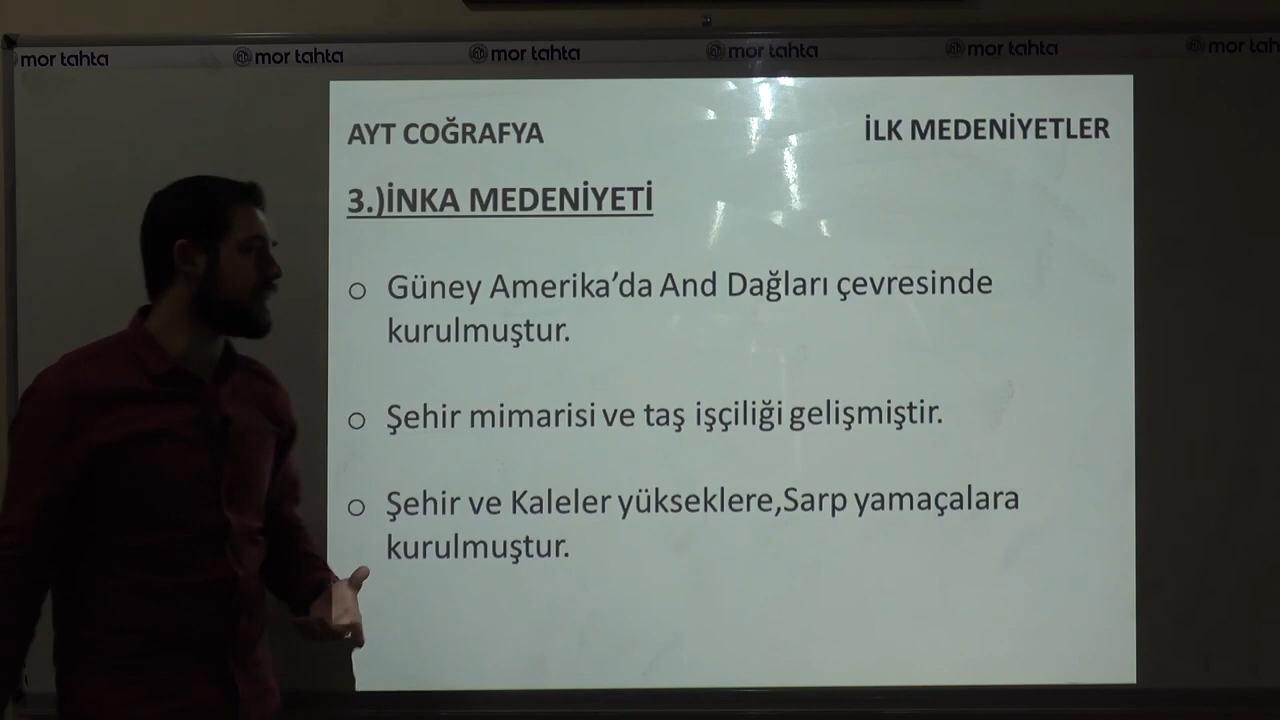 mor tahta mor tahta mor tahta mor tahta mor tahta mor taht
AYT COĞRAFYA İLK MEDENİYETLER
3.)İNKA MEDENİYETİ
o Güney Amerika’da And Dağları çevresinde
kurulmuştur.
o Şehir mimarisi ve taş işçiliği gelişmiştir.
o Şehir ve Kaleler yükseklere,Sarp yamaçalara
kurulmuştur.